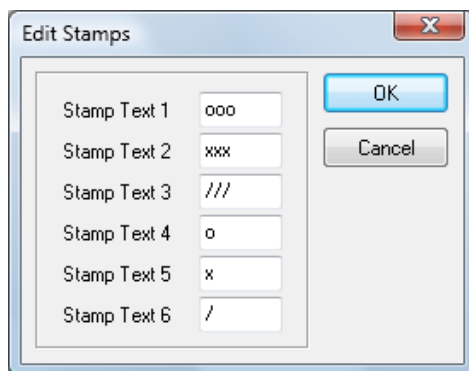 Edit Stamps
Stamp Text 1 ooo
OK
Stamp Text 2 xxx
Cancel
Stamp Text 3 ///
Stamp Text 4 o
Stamp Text 5 x
Stamp Text 6 /